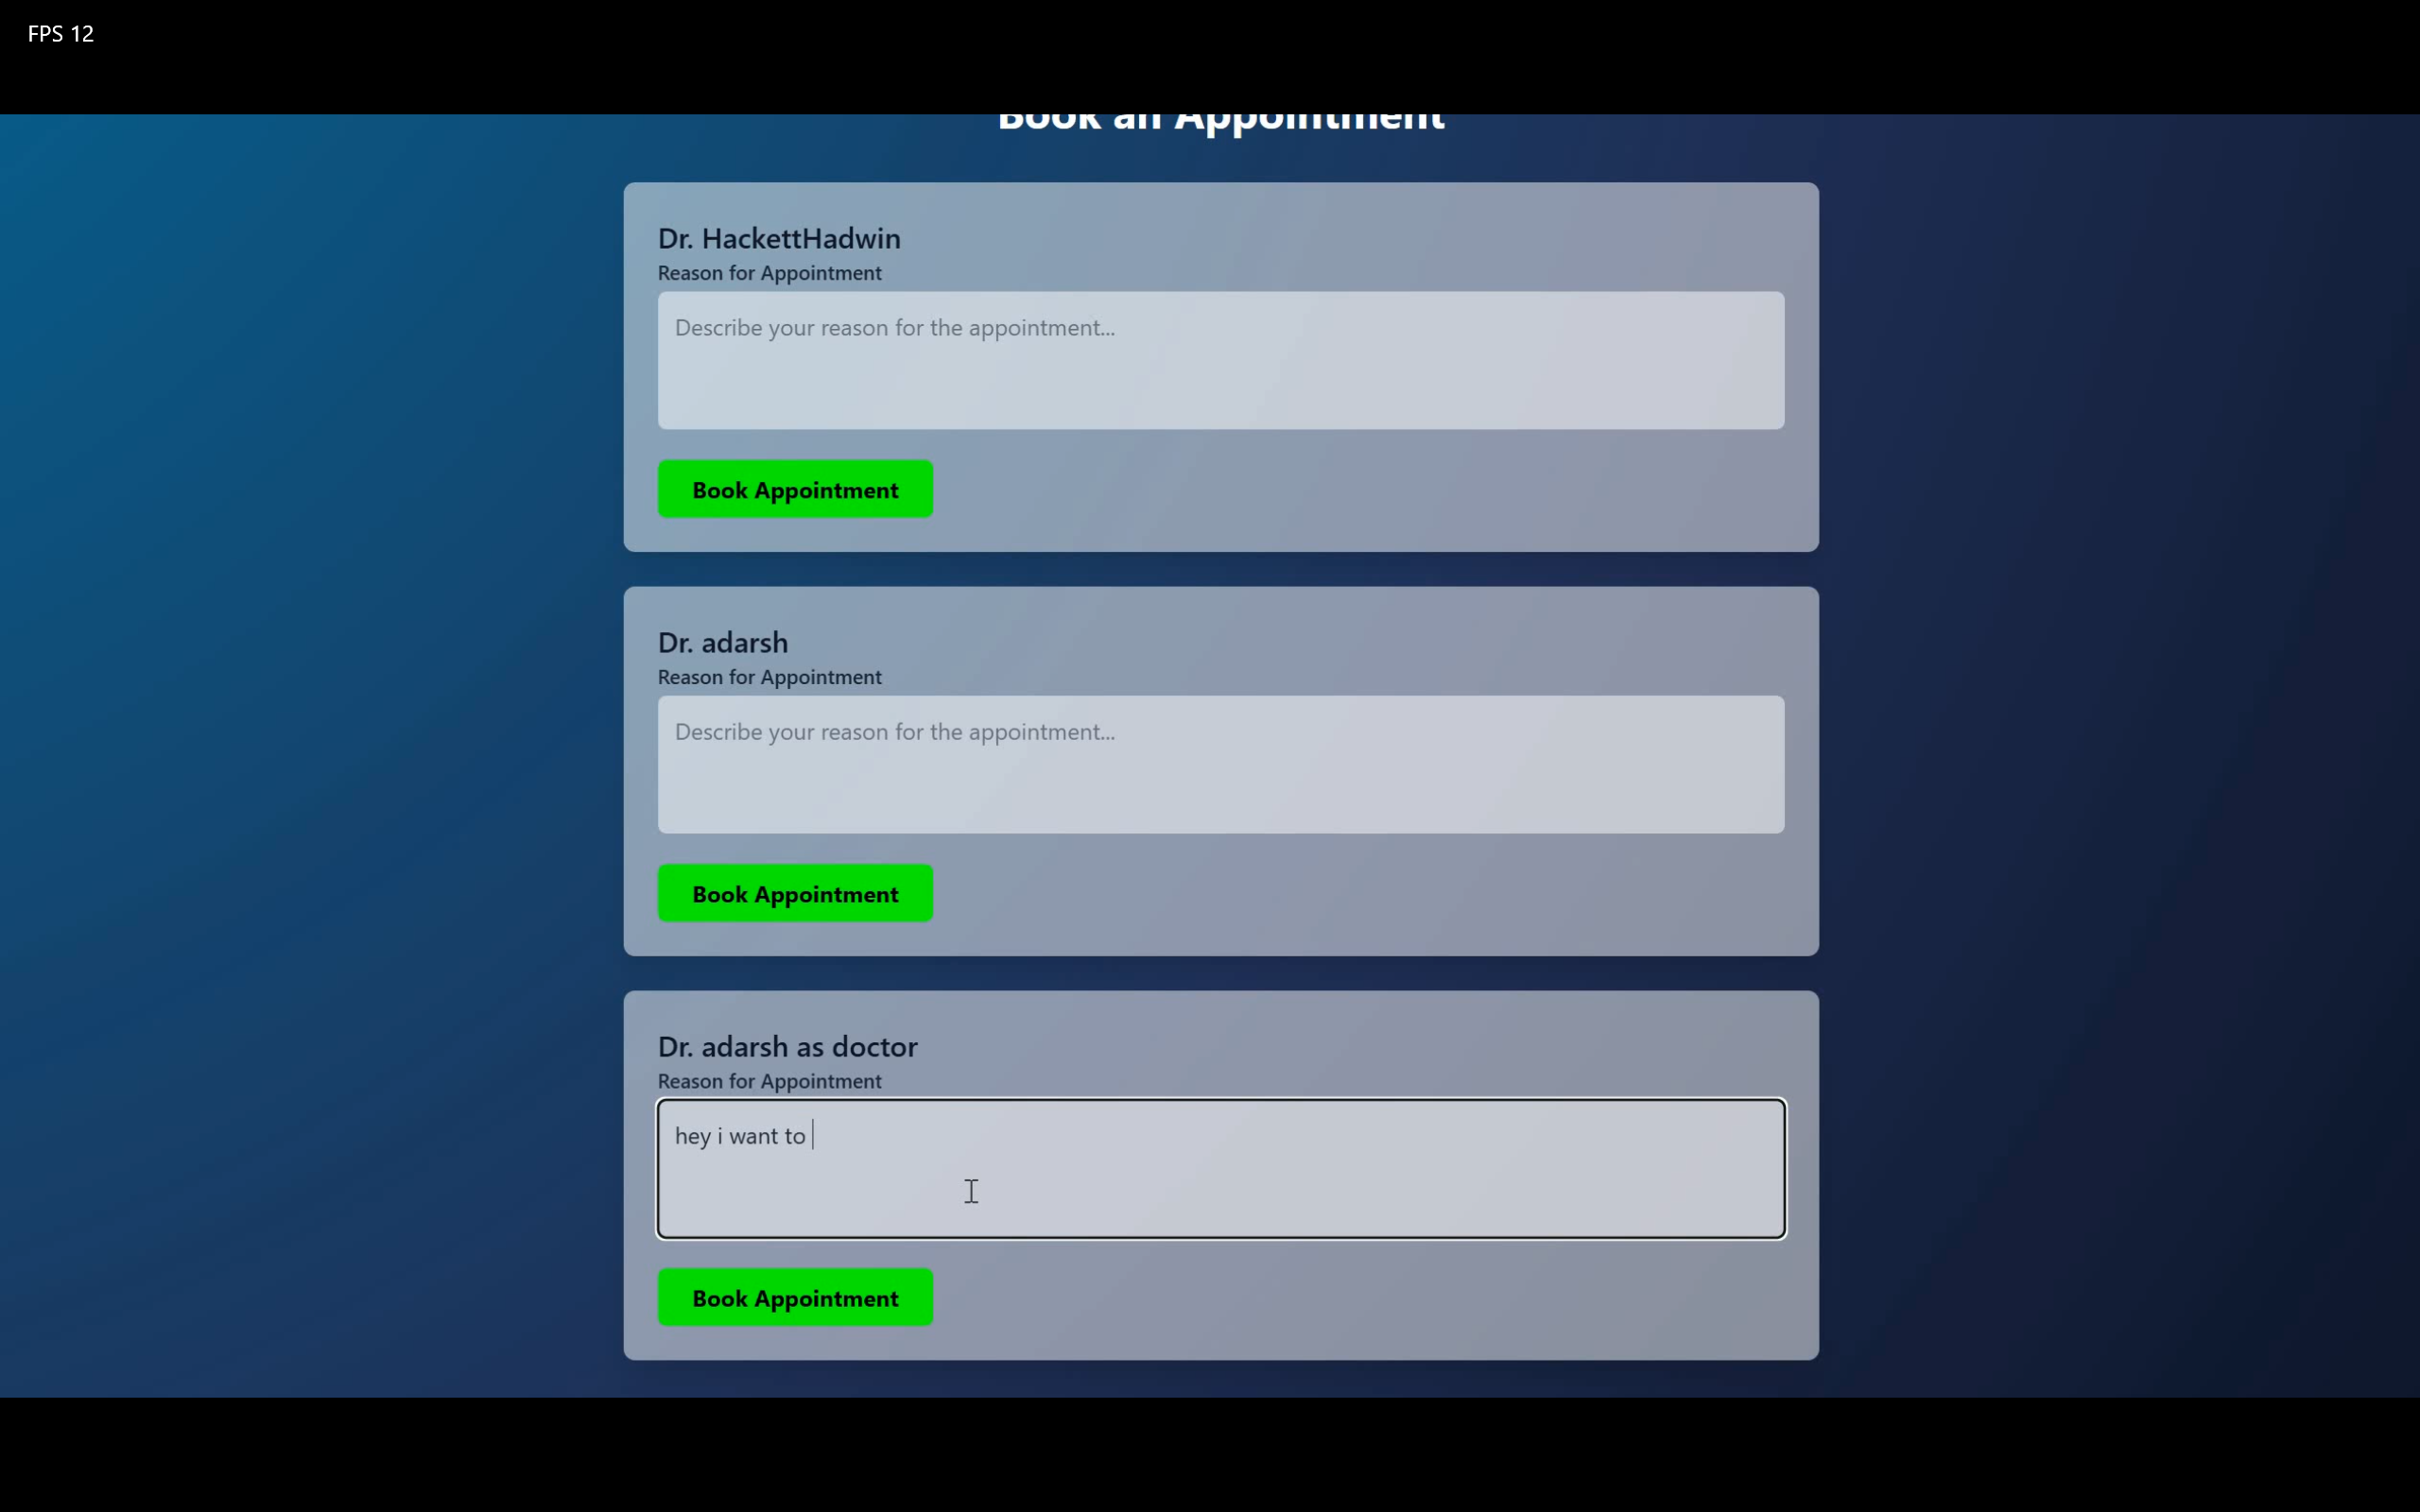 FPS 12
Book an Appointment
Dr. HackettHadwin
Reason for Appointment
Describe your reason for the appointment...
Book Appointment
Dr. adarsh
Reason for Appointment
Describe your reason for the appointment...
Book Appointment
Dr. adarsh as doctor
Reason for Appointment
hey i want to
Book Appointment